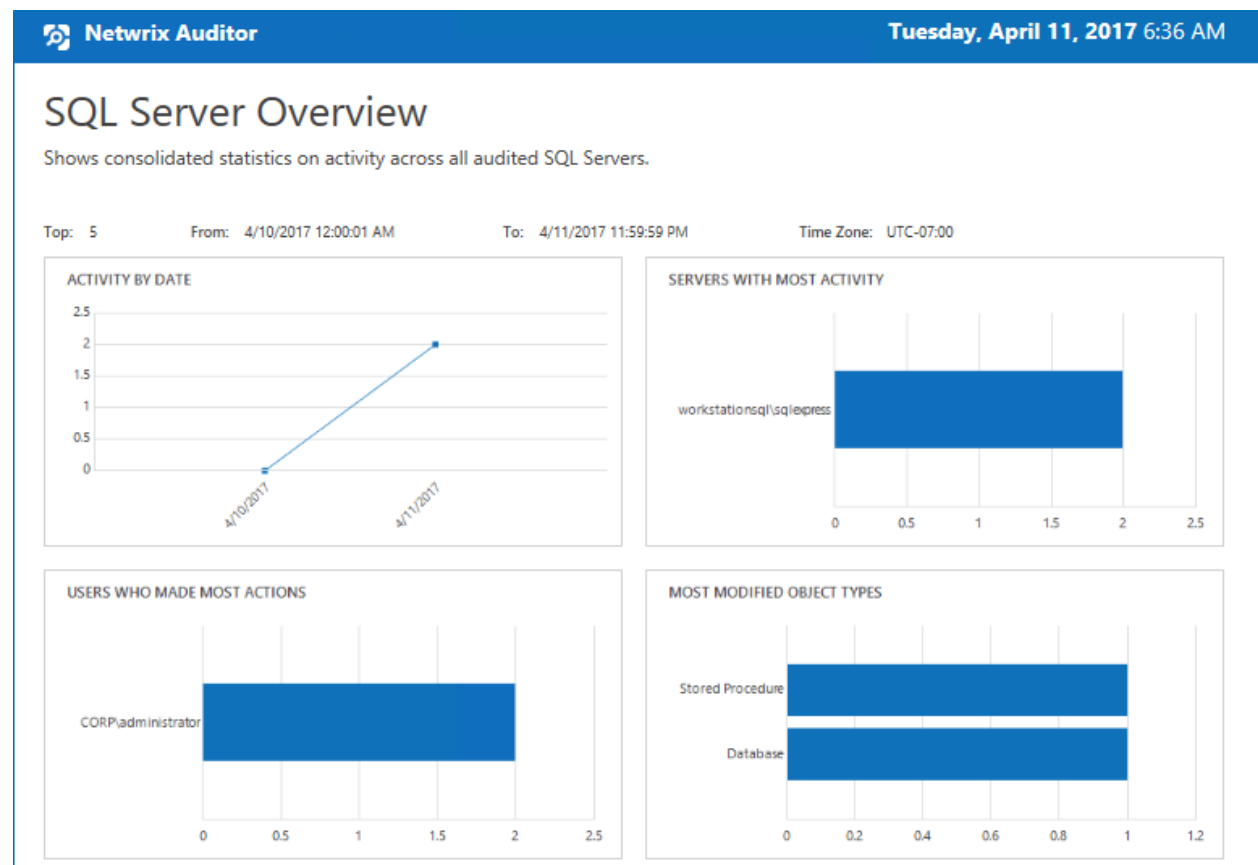 Netwrix Auditor
Tuesday, April 11, 2017 6:36 AM
SQL Server Overview
Shows consolidated statistics on activity across all audited SQL Servers.
Top: 5 From: 4/10/2017 12:00:01 AM To: 4/11/2017 11:59:59 PM Time Zone: UTC-07:00
ACTIVITY BY DATE
2.5
2
1.5
1
0.5
0
4/10/2017
4/11/2017
SERVERS WITH MOST ACTIVITY
workstationsql\sqlexpress
0 0.5 1 1.5 2 2.5
USERS WHO MADE MOST ACTIONS
CORP\administrator
0 0.5 1 1.5 2 2.5
MOST MODIFIED OBJECT TYPES
Stored Procedure
Database
0 0.2 0.4 0.6 0.8 1 1.2